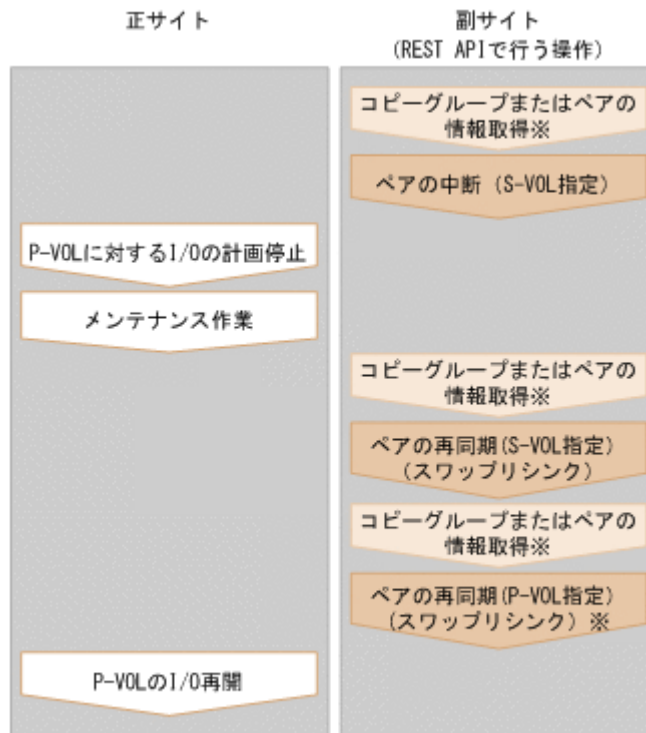 正サイト
副サイト
(REST APIで行う操作)
コピーグループまたはペアの
情報取得※
ペアの中断 (S-VOL指定)
P-VOLに対するI/Oの計画停止
メンテナンス作業
コピーグループまたはペアの
情報取得※
ペアの再同期(S-VOL指定)
(スワップリシンク)
コピーグループまたはペアの
情報取得※
ペアの再同期(P-VOL指定)
(スワップリシンク) ※
P-VOLのI/O再開